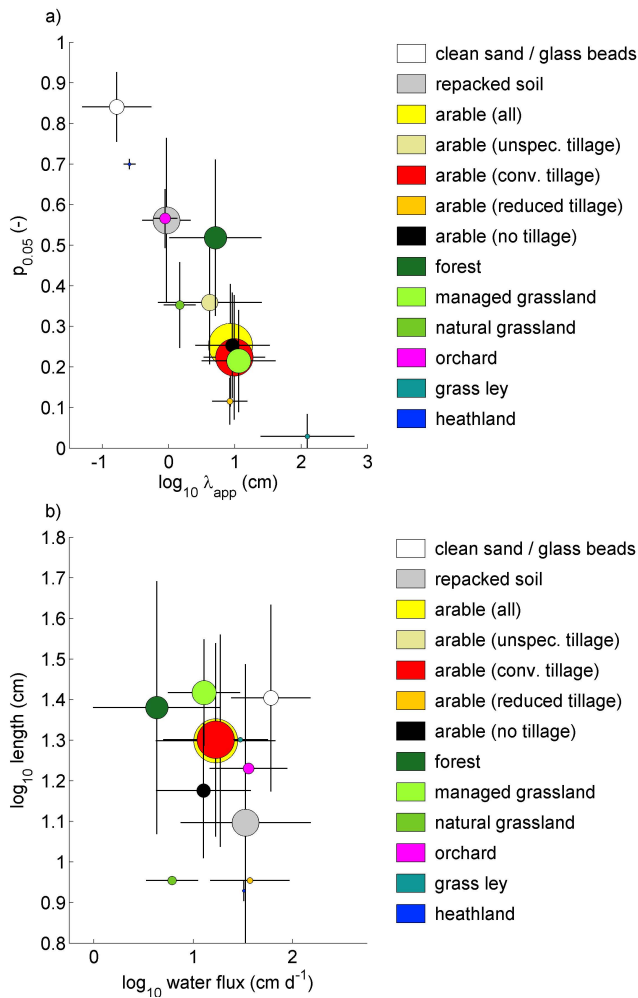 a)
1
0.9
0.8
0.7
0.6
0.5
0.4
0.3
0.2
0.1
0
p0.05 (-)
-1 0 1 2 3
log10 λapp (cm)
clean sand / glass beads
repacked soil
arable (all)
arable (unspec. tillage)
arable (conv. tillage)
arable (reduced tillage)
arable (no tillage)
forest
managed grassland
natural grassland
orchard
grass ley
heathland
b)
1.8
1.7
1.6
1.5
1.4
1.3
1.2
1.1
1
0.9
0.8
log10 length (cm)
0 1 2
log10 water flux (cm d-1)
clean sand / glass beads
repacked soil
arable (all)
arable (unspec. tillage)
arable (conv. tillage)
arable (reduced tillage)
arable (no tillage)
forest
managed grassland
natural grassland
orchard
grass ley
heathland